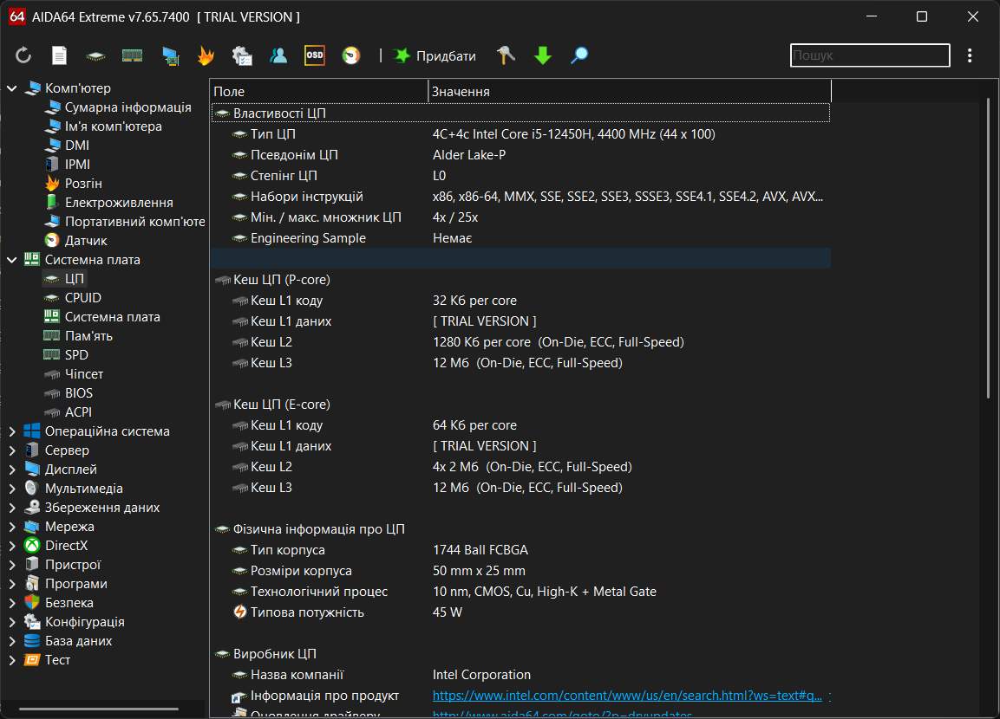 64 AIDA64 Extreme v7.65.7400 [ TRIAL VERSION ]
OSD | Придбати Пошук
Комп'ютер
Сумарна інформація
Ім'я комп'ютера
DMI
IPMI
Розгін
Електроживлення
Портативний комп'юте
Датчик
Системна плата
ЦП
CPUID
Системна плата
Пам'ять
SPD
Чіпсет
BIOS
ACPI
Операційна система
Сервер
Дисплей
Мультимедіа
Збереження даних
Мережа
DirectX
Пристрої
Програми
Безпека
Конфігурація
База даних
Тест
Поле Значення
Властивості ЦП
Тип ЦП 4C+4c Intel Core i5-12450H, 4400 MHz (44 x 100)
Псевдонім ЦП Alder Lake-P
Степінг ЦП L0
Набори інструкцій x86, x86-64, MMX, SSE, SSE2, SSE3, SSSE3, SSE4.1, SSE4.2, AVX, AVX...
Мін. / макс. множник ЦП 4x / 25x
Engineering Sample Немає
Кеш ЦП (P-core)
Кеш L1 коду 32 Кб per core
Кеш L1 даних [ TRIAL VERSION ]
Кеш L2 1280 Кб per core (On-Die, ECC, Full-Speed)
Кеш L3 12 Мб (On-Die, ECC, Full-Speed)
Кеш ЦП (E-core)
Кеш L1 коду 64 Кб per core
Кеш L1 даних [ TRIAL VERSION ]
Кеш L2 4x 2 Мб (On-Die, ECC, Full-Speed)
Кеш L3 12 Мб (On-Die, ECC, Full-Speed)
Фізична інформація про ЦП
Тип корпуса 1744 Ball FCBGA
Розміри корпуса 50 mm x 25 mm
Технологічний процес 10 nm, CMOS, Cu, High-K + Metal Gate
Типова потужність 45 W
Виробник ЦП
Назва компанії Intel Corporation
Інформація про продукт https://www.intel.com/content/www/us/en/search.html?ws=text#q...
Оновлення драйверу http://www.aida64.com/goto/?p=drvupdates